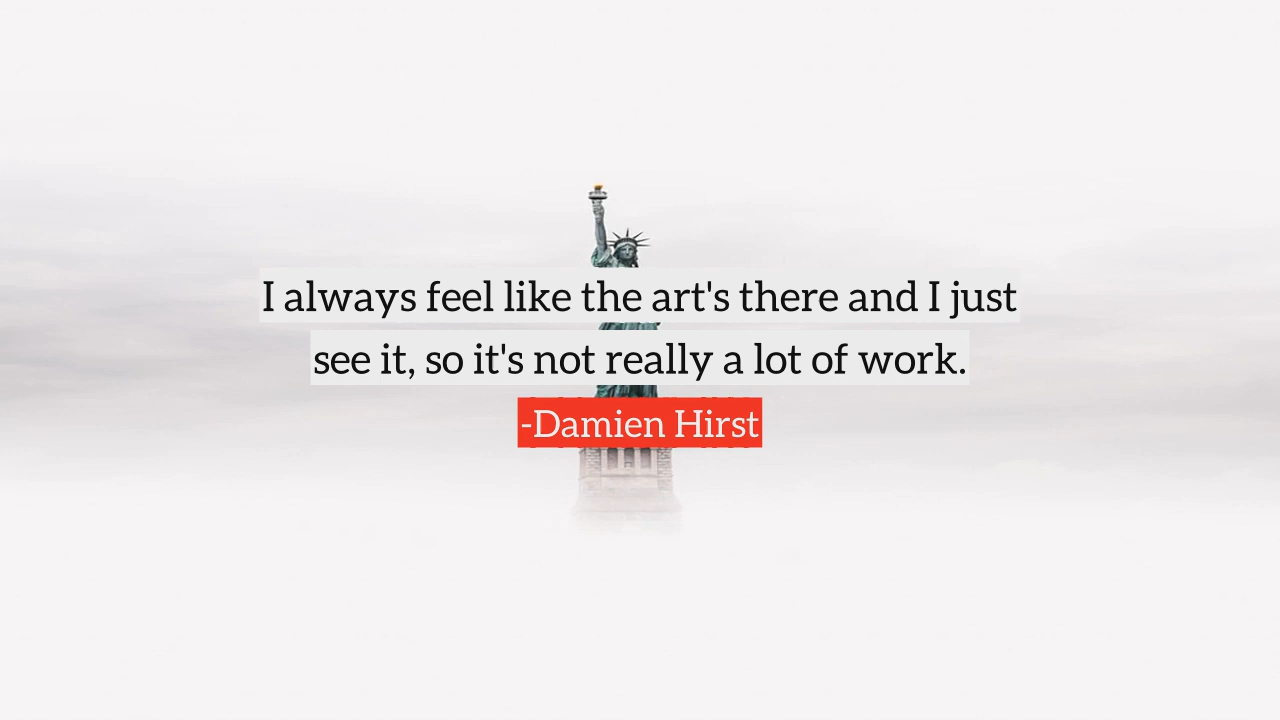 I always feel like the art's there and I just
see it, so it's not really a lot of work.
-Damien Hirst